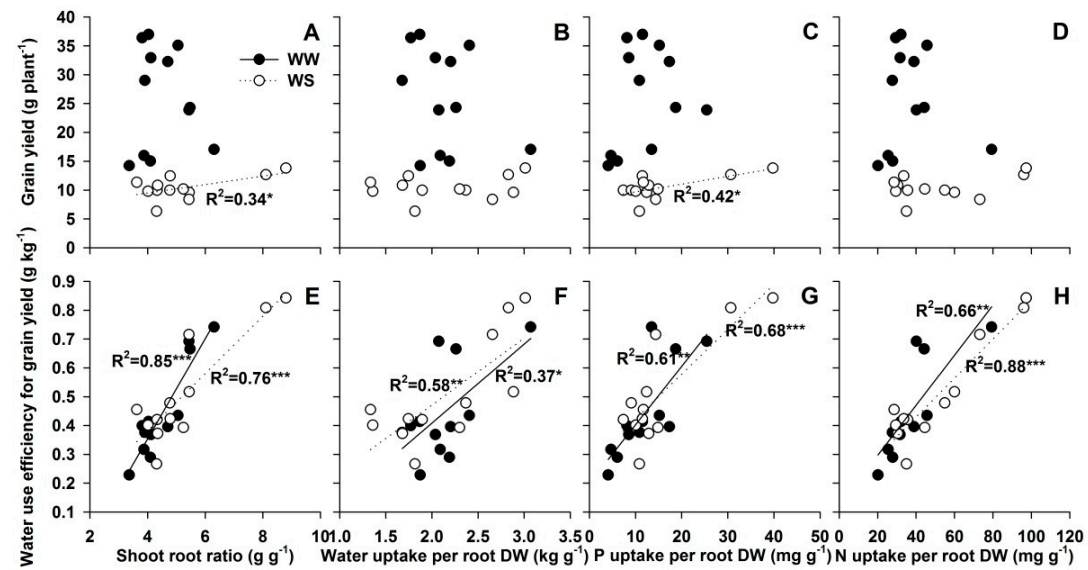 Grain yield (g plant⁻¹)
40
35
30
25
20
15
10
5
0
A
WW
WS
R²=0.34*
B
C
R²=0.42*
D
Water use efficiency for grain yield (g kg⁻¹)
0.9
0.8
0.7
0.6
0.5
0.4
0.3
0.2
0.1
E
R²=0.85***
R²=0.76***
F
R²=0.58**
R²=0.37*
G
R²=0.61**
R²=0.68***
H
R²=0.66**
R²=0.88***
2 4 6 8 10
1.0 1.5 2.0 2.5 3.0 3.5
0 10 20 30 40 50
0 20 40 60 80 100 120
Shoot root ratio (g g⁻¹)
Water uptake per root DW (kg g⁻¹)
P uptake per root DW (mg g⁻¹)
N uptake per root DW (mg g⁻¹)